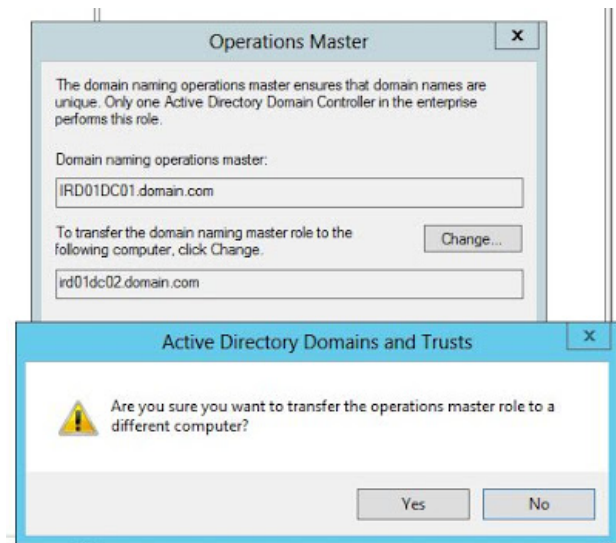 Operations Master
x
The domain naming operations master ensures that domain names are
unique. Only one Active Directory Domain Controller in the enterprise
performs this role.
Domain naming operations master:
IRD01DC01.domain.com
To transfer the domain naming master role to the
following computer, click Change.
Change...
ird01dc02.domain.com
Active Directory Domains and Trusts
x
Are you sure you want to transfer the operations master role to a
different computer?
Yes
No